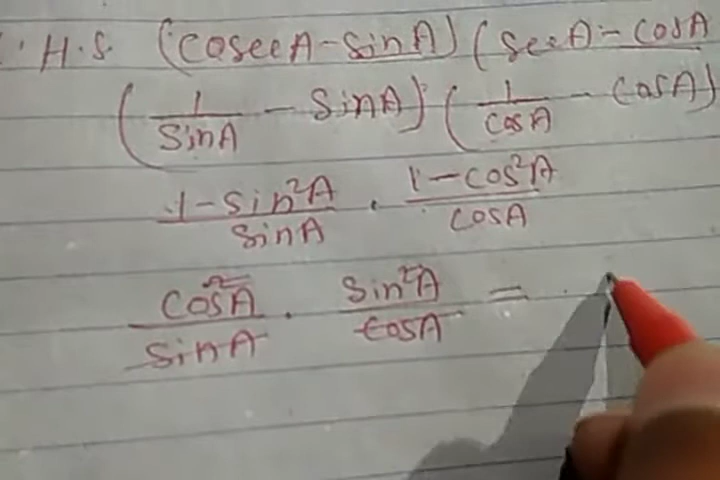 L.H.S. (CosecA-sinA) (SecA-CosA
(1/SinA - SinA) (1/CosA - CosA)
1-sin²A/SinA . 1-cos²A/CosA
Cos²A/SinA . Sin²A/CosA =